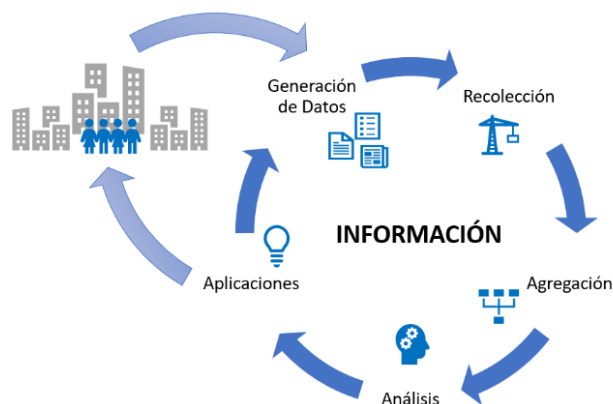 Generación
de Datos
Recolección
INFORMACIÓN
Aplicaciones
Agregación
Análisis